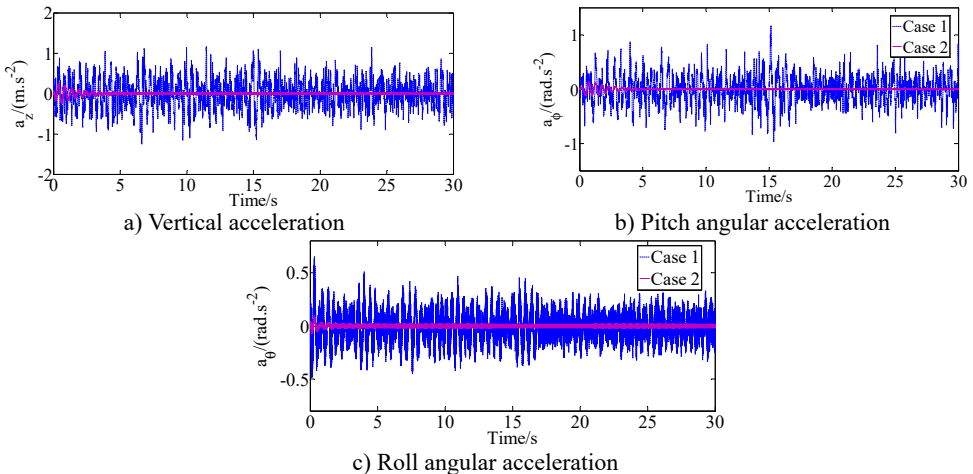 2
1
0
-1
-2
a_z/(m.s^-2)
0 5 10 15 20 25 30
Time/s
a) Vertical acceleration
1
0
-1
a_ϕ/(rad.s^-2)
Case 1
Case 2
0 5 10 15 20 25 30
Time/s
b) Pitch angular acceleration
0.5
0
-0.5
a_θ/(rad.s^-2)
Case 1
Case 2
0 5 10 15 20 25 30
Time/s
c) Roll angular acceleration